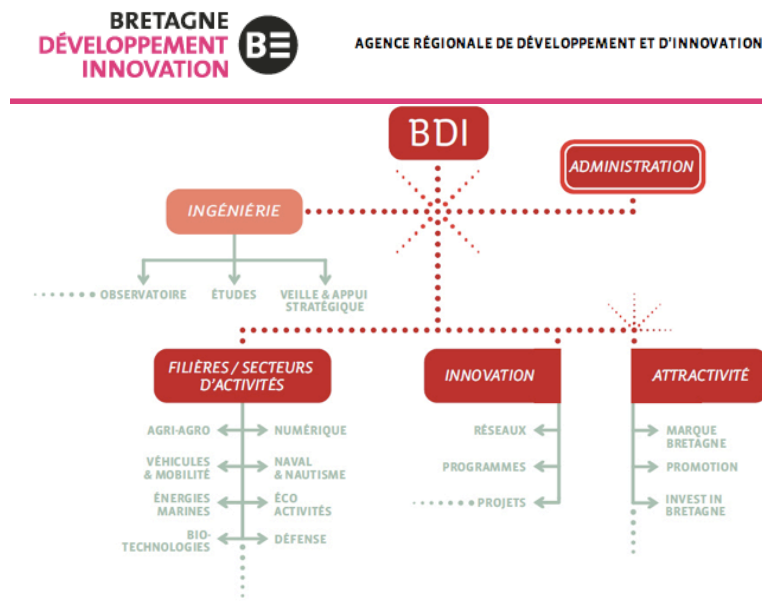 BRETAGNE
DÉVELOPPEMENT
INNOVATION
BE
AGENCE RÉGIONALE DE DÉVELOPPEMENT ET D'INNOVATION
BDI
ADMINISTRATION
INGÉNIÉRIE
OBSERVATOIRE
ÉTUDES
VEILLE & APPUI
STRATÉGIQUE
FILIÈRES / SECTEURS
D'ACTIVITÉS
INNOVATION
ATTRACTIVITÉ
AGRI-AGRO
NUMÉRIQUE
VÉHICULES
& MOBILITÉ
NAVAL
& NAUTISME
ÉNERGIES
MARINES
ÉCO
ACTIVITÉS
BIO-
TECHNOLOGIES
DÉFENSE
RÉSEAUX
PROGRAMMES
PROJETS
MARQUE
BRETAGNE
PROMOTION
INVEST IN
BRETAGNE